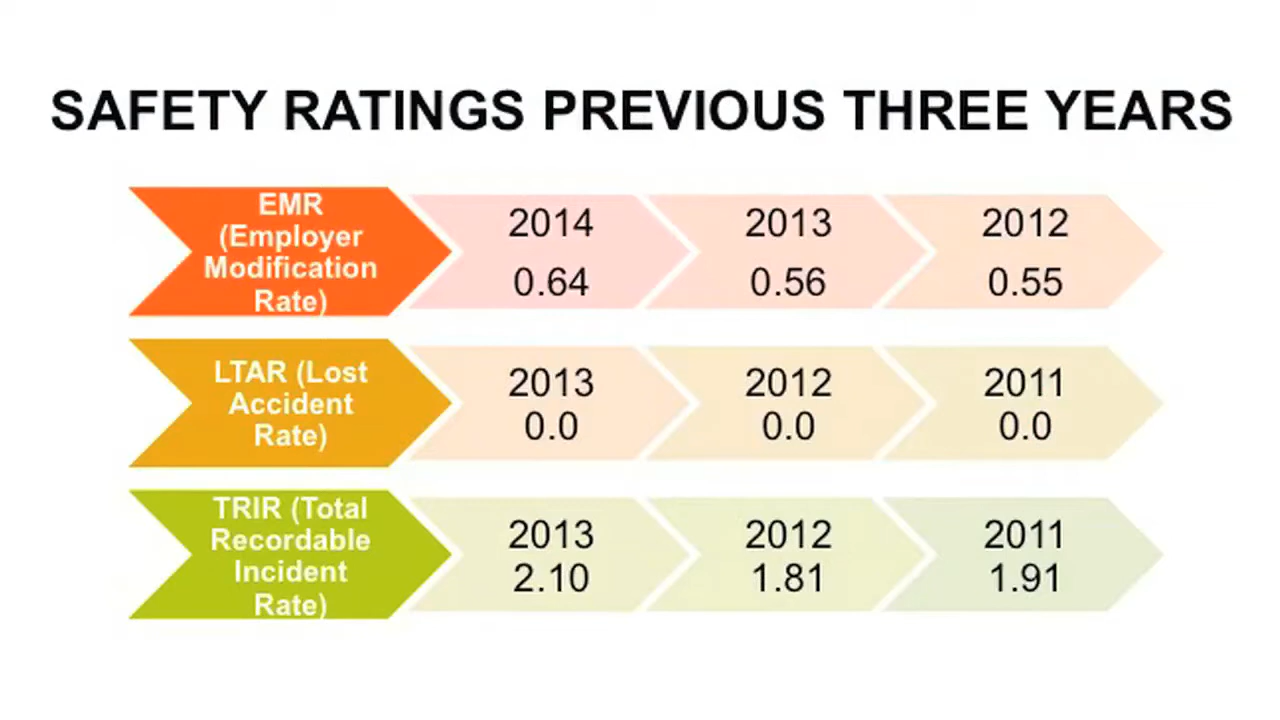 SAFETY RATINGS PREVIOUS THREE YEARS
EMR
(Employer
Modification
Rate)
2014
0.64
2013
0.56
2012
0.55
LTAR (Lost
Accident
Rate)
2013
0.0
2012
0.0
2011
0.0
TRIR (Total
Recordable
Incident
Rate)
2013
2.10
2012
1.81
2011
1.91